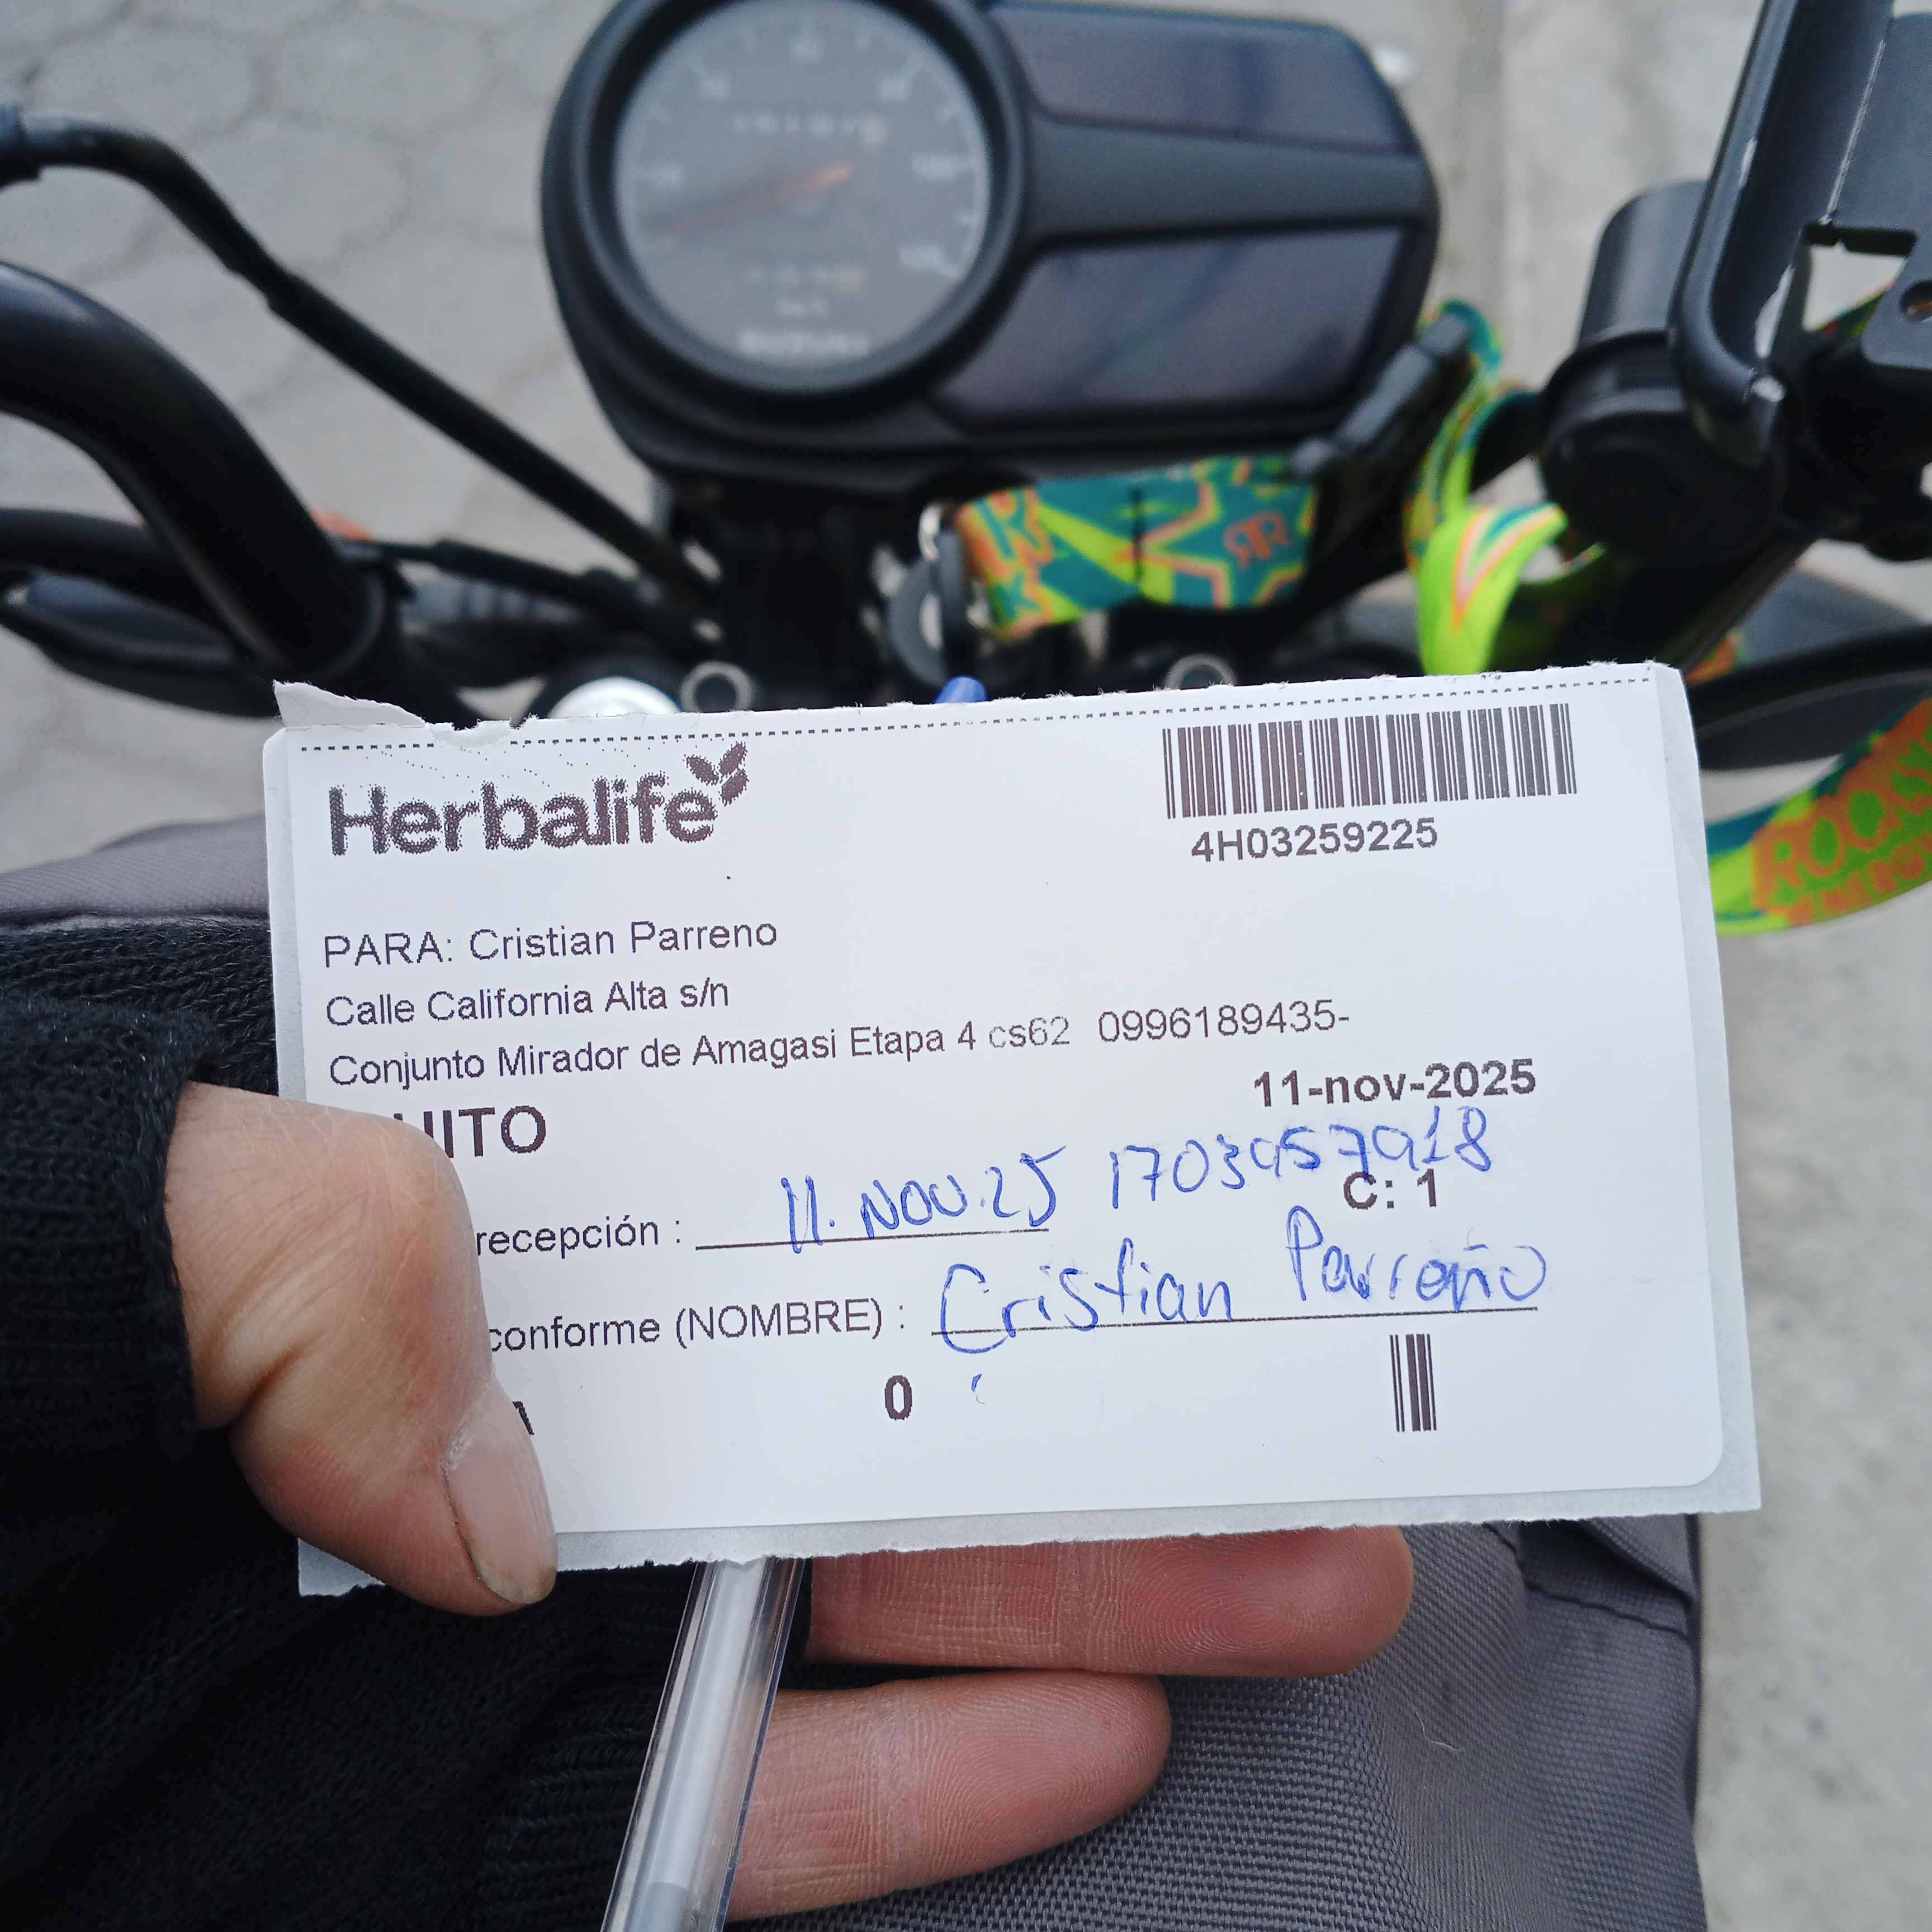 Herbalife
4H03259225
PARA: Cristian Parreno
Calle California Alta s/n
Conjunto Mirador de Amagasi Etapa 4 cs62 0996189435-
11-nov-2025
UITO
11. NOV. 25 1703957918
C: 1
recepción :
conforme (NOMBRE) : Cristian Parreño
0